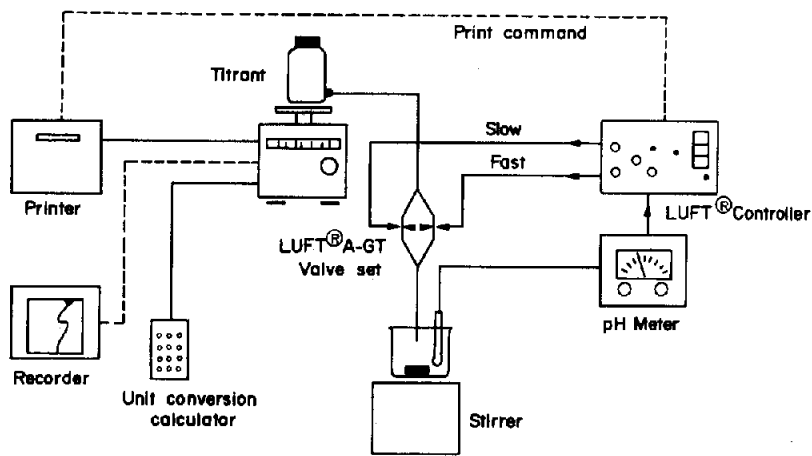 Print command
Titrant
Slow
Fast
Printer
LUFT® Controller
LUFT® A-GT
Valve set
pH Meter
Recorder
Unit conversion
calculator
Stirrer